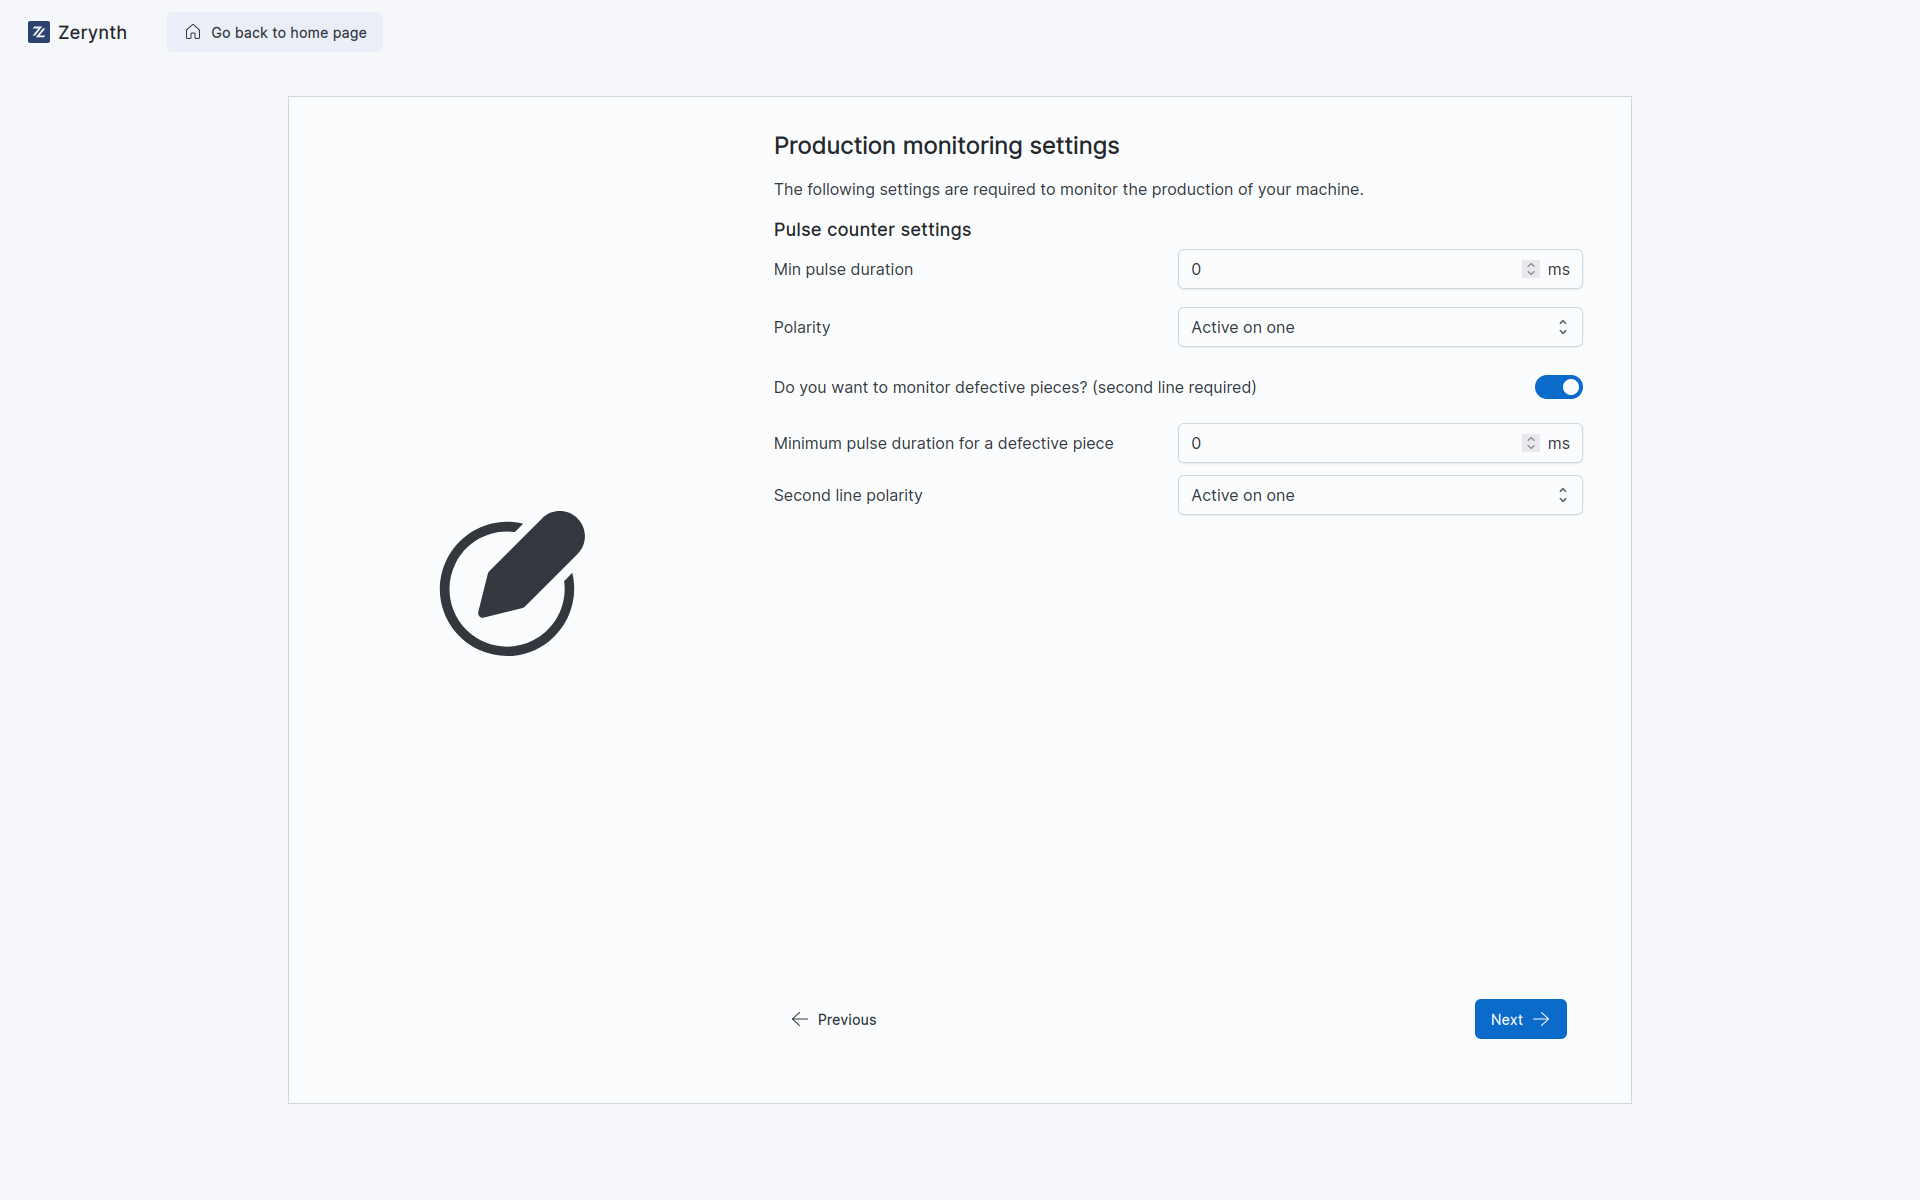 Zerynth
Go back to home page
Production monitoring settings
The following settings are required to monitor the production of your machine.
Pulse counter settings
Min pulse duration
0
ms
Polarity
Active on one
Do you want to monitor defective pieces? (second line required)
Minimum pulse duration for a defective piece
0
ms
Second line polarity
Active on one
Previous
Next